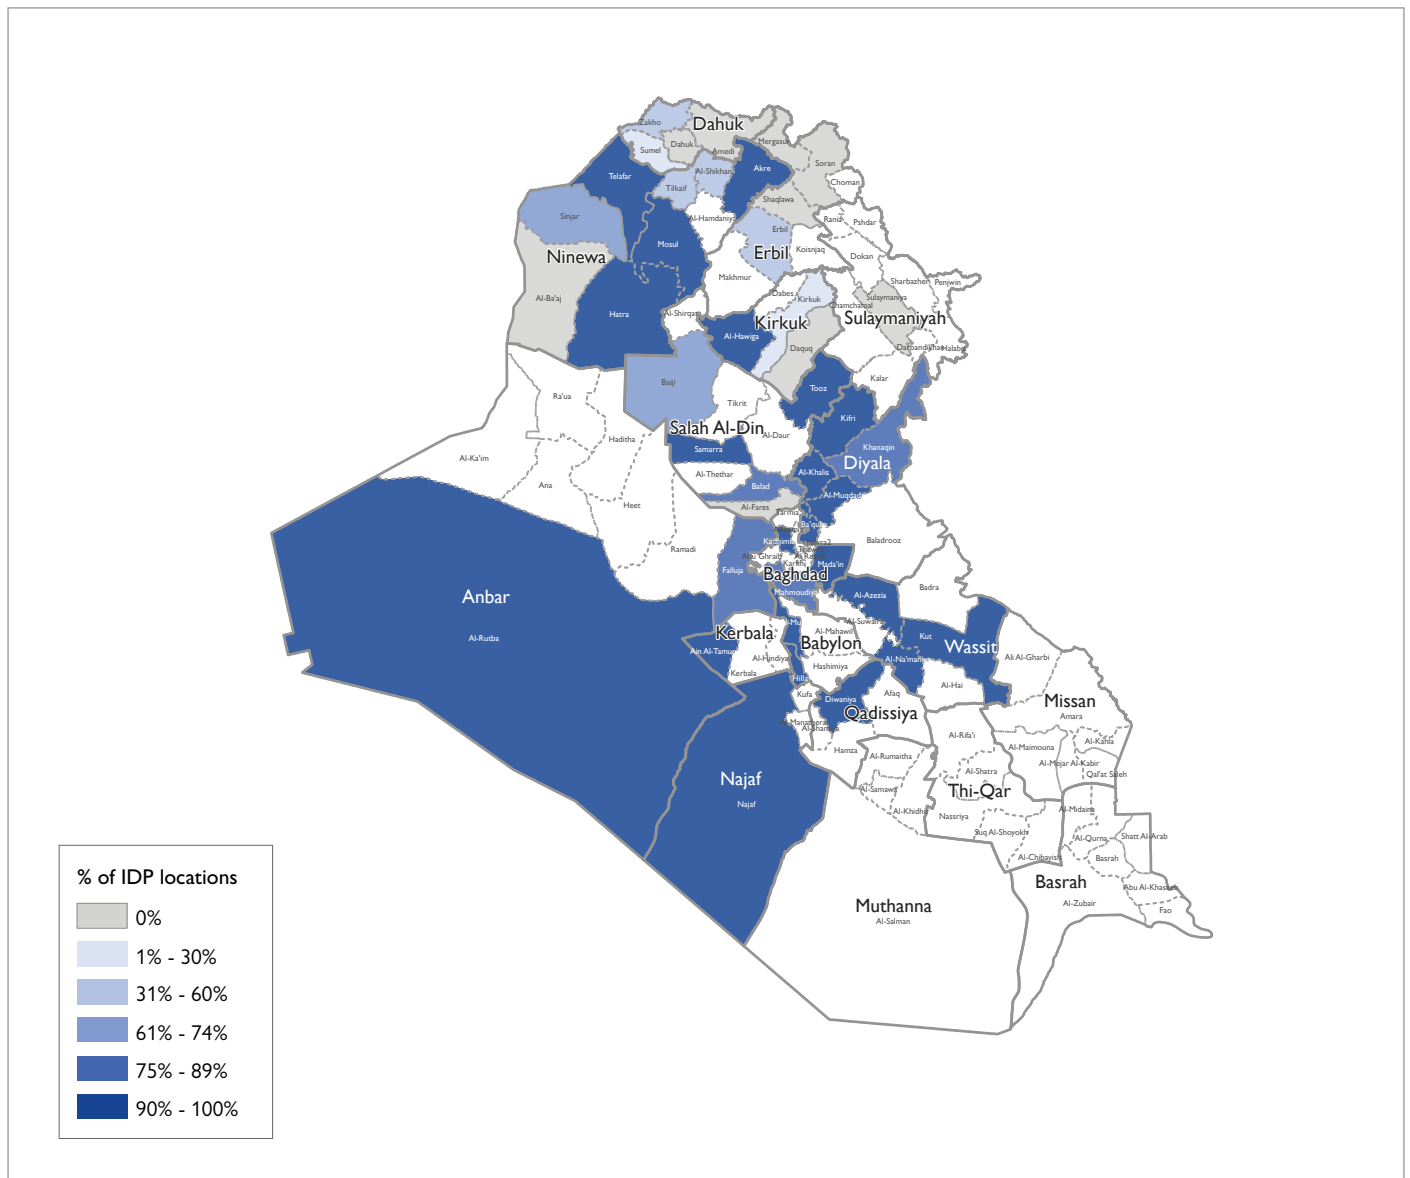 Dahuk
Zakho
Sumel
Dahuk
Amedi
Mergasur
Soran
Choman
Telafar
Tilkaif
Al-Shikhan
Akre
Shaqlawa
Al-Hamdaniya
Rania
Pshdar
Sinjar
Mosul
Erbil
Erbil
Koisnjaq
Dokan
Ninewa
Makhmur
Sharbazher
Penjwin
Al-Ba'aj
Hatra
Al-Shirqat
Dabes
Kirkuk
Kirkuk
Chamchamal
Sulaymaniya
Sulaymaniyah
Al-Hawiga
Daquq
Darbandikhan
Halabja
Baiji
Tikrit
Tooz
Kalar
Kifri
Ra'ua
Haditha
Salah Al-Din
Al-Daur
Samarra
Khanaqin
Diyala
Al-Ka'im
Ana
Heet
Al-Thethar
Al-Khalis
Balad
Al-Muqdad
Al-Fares
Tarmia
Ba'quba
Baladrooz
Ramadi
Kadhimia
Thawra2
Abu Ghraib
Karkh
Falluja
Baghdad
Mada'in
Mahmoudiya
Badra
Al-Azezia
Anbar
Al-Rutba
Al-Suwaira
Kerbala
Al-Mahawil
Babylon
Kut
Wassit
Ain Al-Tamur
Al-Hindiya
Kerbala
Hashimiya
Al-Na'mani
Ali Al-Gharbi
Hilla
Kufa
Diwaniya
Afaq
Al-Hai
Qadissiya
Missan
Amara
Al-Manathera
Al-Shamiya
Hamza
Al-Rumaitha
Al-Rifa'i
Al-Maimouna
Al-Kahla
Al-Mejar Al-Kabir
Qal'at Saleh
Najaf
Najaf
Al-Samawa
Al-Khidhir
Al-Shatra
Thi-Qar
Nassriya
Suq Al-Shoyokh
Al-Chibayish
Al-Midaina
Al-Qurna
Shatt Al-Arab
Basrah
Basrah
Abu Al-Khaseeb
Al-Zubair
Fao
Muthanna
Al-Salman
% of IDP locations
0%
1% - 30%
31% - 60%
61% - 74%
75% - 89%
90% - 100%